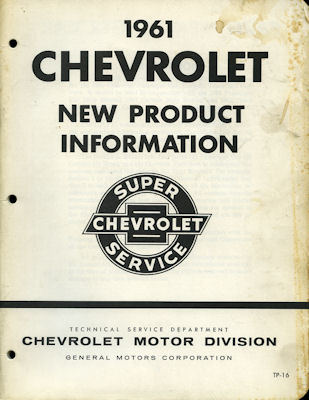 1961
CHEVROLET
NEW PRODUCT
INFORMATION
SUPER
CHEVROLET
SERVICE
TECHNICAL SERVICE DEPARTMENT
CHEVROLET MOTOR DIVISION
GENERAL MOTORS CORPORATION
TP-16